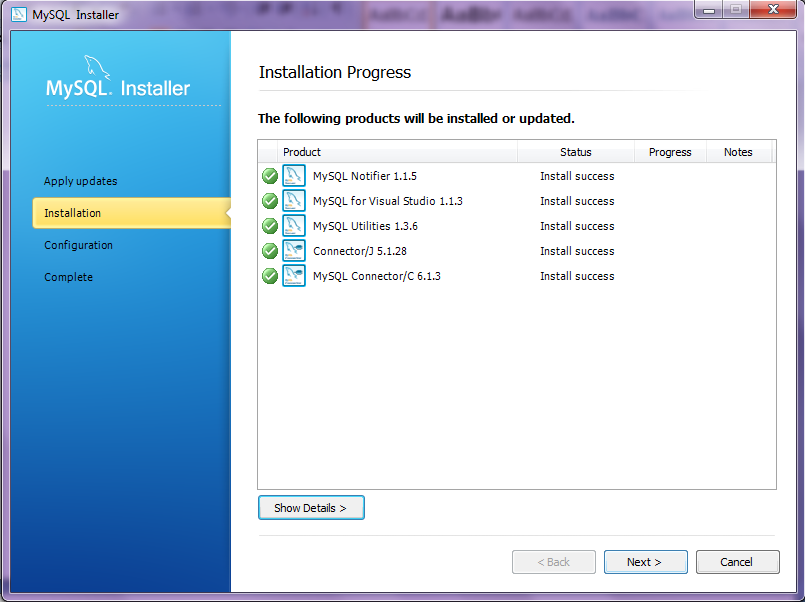 MySQL Installer
MySQL. Installer
Apply updates
Installation
Configuration
Complete
Installation Progress
The following products will be installed or updated.
Product Status Progress Notes
MySQL Notifier 1.1.5 Install success
MySQL for Visual Studio 1.1.3 Install success
MySQL Utilities 1.3.6 Install success
Connector/J 5.1.28 Install success
MySQL Connector/C 6.1.3 Install success
Show Details >
< Back Next > Cancel